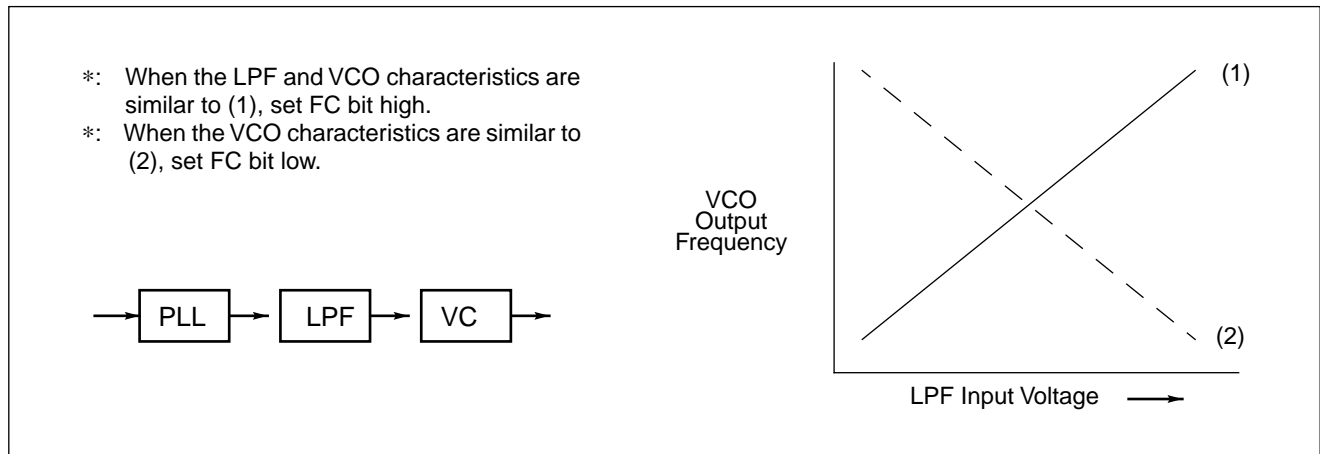 *: When the LPF and VCO characteristics are
similar to (1), set FC bit high.
*: When the VCO characteristics are similar to
(2), set FC bit low.
PLL
LPF
VC
(1)
VCO
Output
Frequency
(2)
LPF Input Voltage